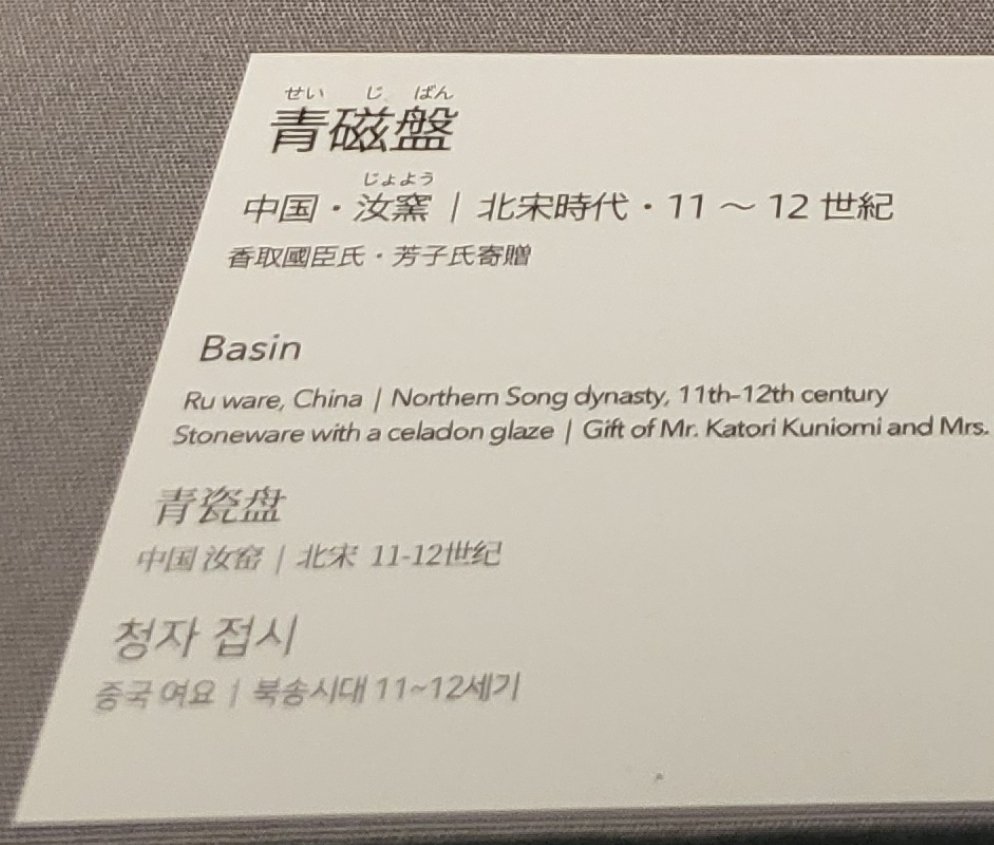 せい じ ばん
青磁盤
じょよう
中国・汝窯｜北宋時代・11～12世紀
香取國臣氏・芳子氏寄贈
Basin
Ru ware, China | Northern Song dynasty, 11th–12th century
Stoneware with a celadon glaze | Gift of Mr. Katori Kuniomi and Mrs.
青瓷盘
中国 汝窑 | 北宋 11-12世纪
청자 접시
중국 여요 | 북송시대 11~12세기